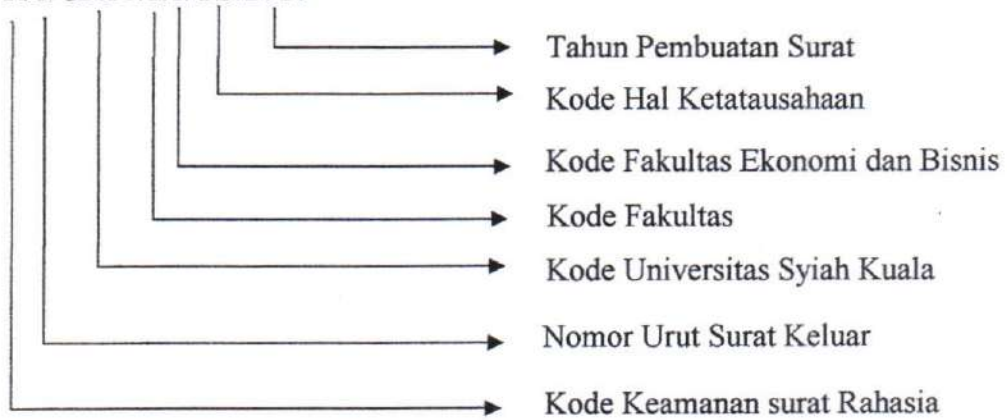 Tahun Pembuatan Surat
Kode Hal Ketatausahaan
Kode Fakultas Ekonomi dan Bisnis
Kode Fakultas
Kode Universitas Syiah Kuala
Nomor Urut Surat Keluar
Kode Keamanan surat Rahasia